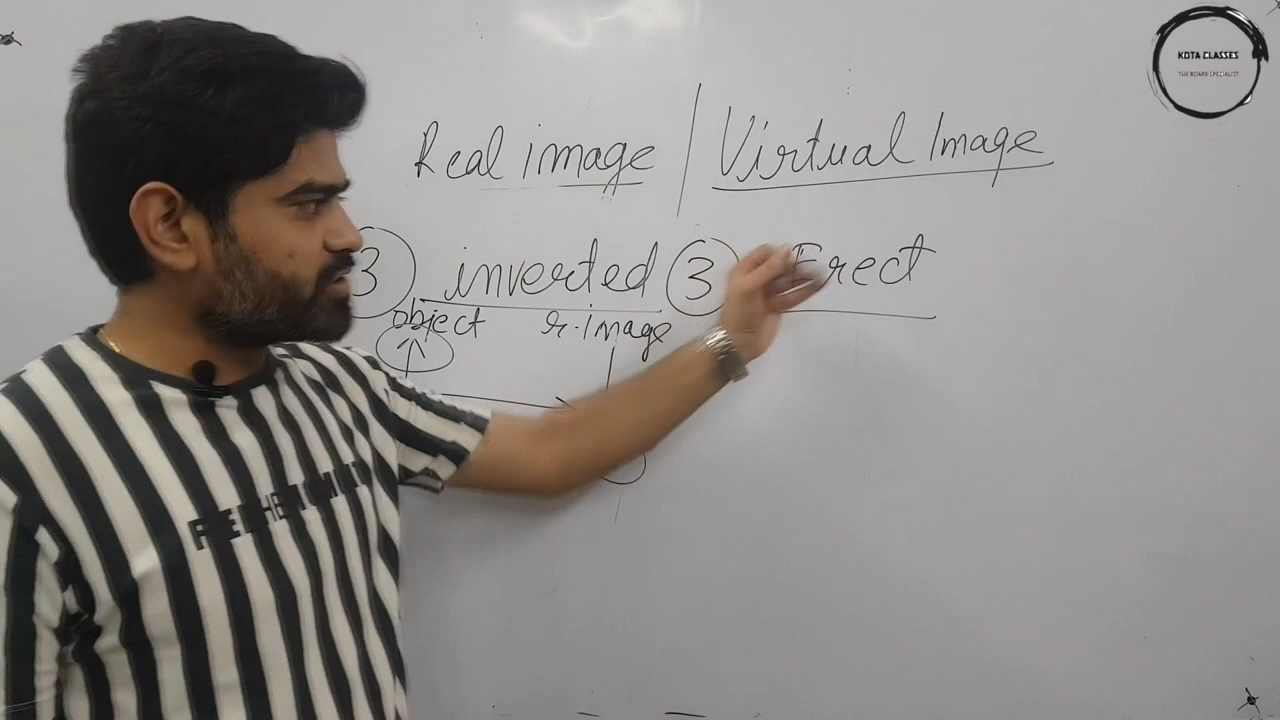 KOTA CLASSES
THE BOARD SPECIALIST
Real image / Virtual Image
3 inverted 3 Erect
object r.image